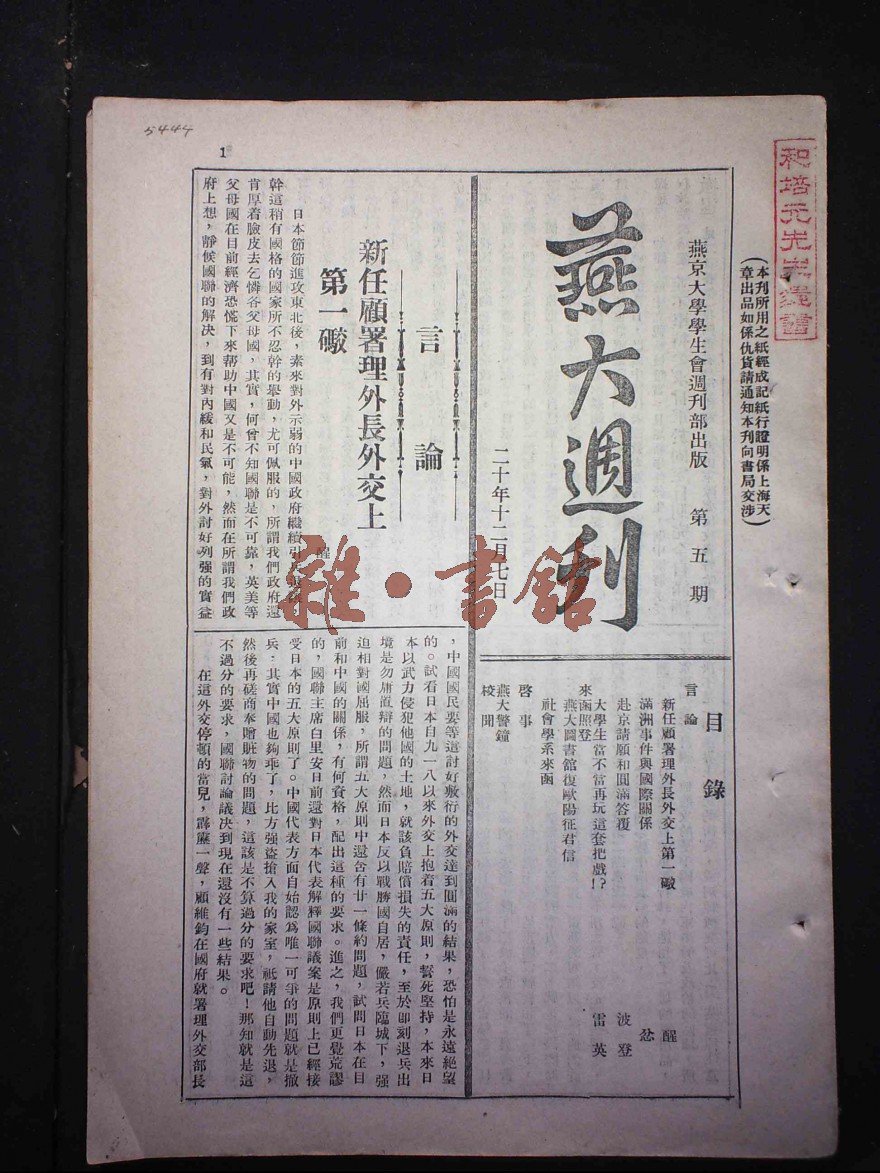 5444
1
和培元先生遺書
(本刊所用之紙經成記紙行證明係上海天
章出品如係仇貨請通知本刊向書局交涉)
燕京大學學生會週刊部出版 第五期
燕大週刊
二十年十二月七日
目錄
言論
新任顧署理外長外交上第一礮 醒
滿洲事件與國際關係 忿
赴京請願和圓滿答覆 波登
大學生當不當再玩這套把戲?! 雷英
來函照登
燕大圖書館復歐陽征君信
社會學系來函
啓事
燕大警鐘
校聞
言論
新任顧署理外長外交上
第一礮
醒
日本節節進攻東北後,素來對外示弱的中國政府繼續引兵退後,
幹這稍有國格的國家所不忍幹的舉動,尤可佩服的,所謂我們政府還
肯厚着臉皮去乞憐各父母國,其實,何曾不知國聯是不可靠,英美等
父母國在目前經濟恐慌下來帮助中國又是不可能,然而在所謂我們政
府上想,靜候國聯的解決,到有對內緩和民氣,對外討好列强的實益
,中國國民要等這討好敷衍的外交達到圓滿的結果,恐怕是永遠絕望
的。試看日本自九一八以來外交上抱着五大原則,誓死堅持,本來日
本以武力侵犯他國的土地,就該負賠償損失的責任,至於卽刻退兵出
境是勿庸置辯的問題,然而日本反以戰勝國自居,儼若兵臨城下,强
迫相對國屈服,所謂五大原則中還含有廿一條約問題,試問日本在目
前和中國的關係,有何資格,配出這種的要求。進之,我們更覺荒謬
的,國聯主席白里安日前還對日本代表解釋國聯議案是原則上已經接
受日本的五大原則了。中國代表方面自始認爲唯一可爭的問題就是撤
兵:其實中國也夠乖了,比方强盜搶入我的家室,祇請他自動先退,
然後再磋商奉贈贓物的問題,這該是不算過分的要求吧!那知就是這
不過分的要求,國聯討論議决到現在還沒有一些結果。
在這外交停頓的當兒,霹靂一聲,顧維鈞在國府就署理外交部長
雜·書館